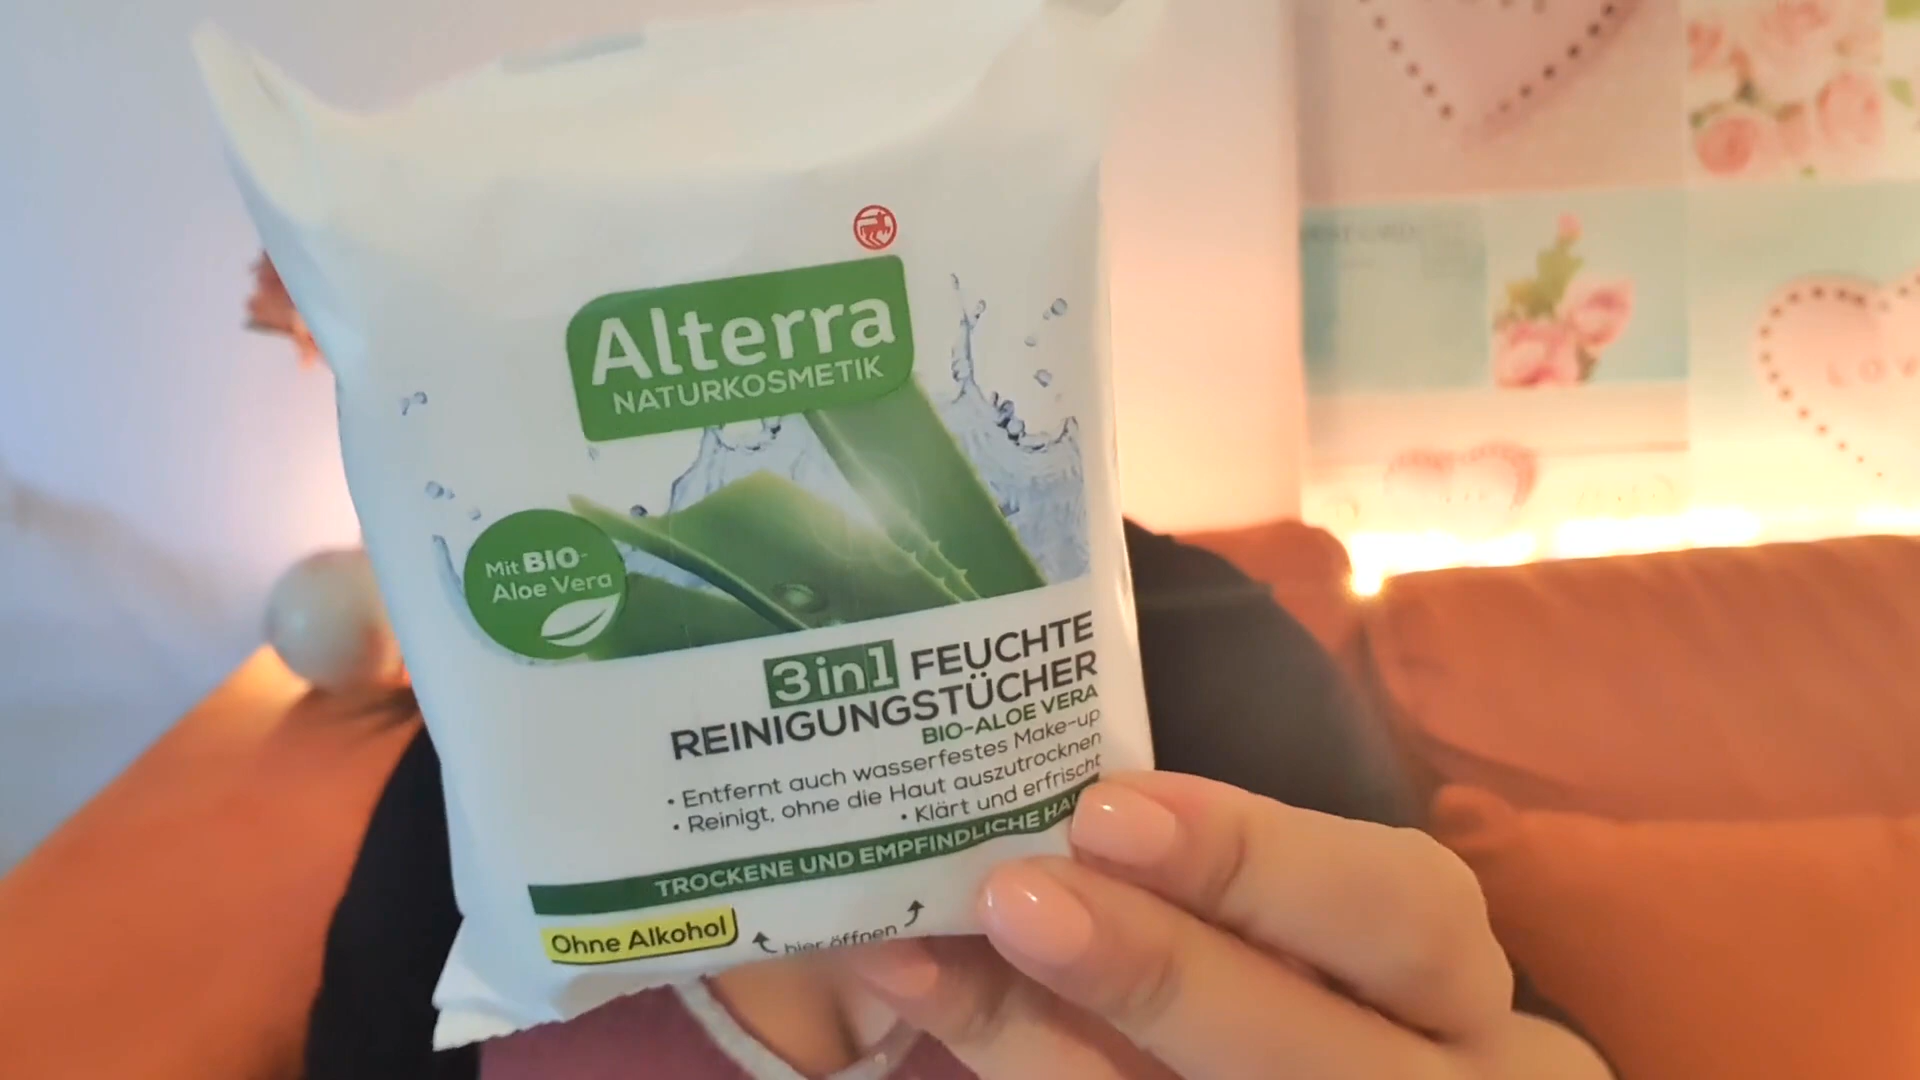 Alterra
NATURKOSMETIK
Mit BIO-
Aloe Vera
3in1 FEUCHTE
REINIGUNGSTÜCHER
BIO-ALOE VERA
• Entfernt auch wasserfestes Make-up
• Reinigt, ohne die Haut auszutrocknen
• Klärt und erfrischt
TROCKENE UND EMPFINDLICHE
Ohne Alkohol
hier öffnen